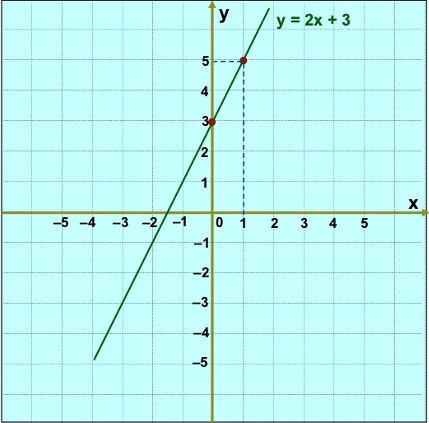 y
y = 2x + 3
5
4
3
2
1
x
–5 –4 –3 –2 –1 0 1 2 3 4 5
–1
–2
–3
–4
–5